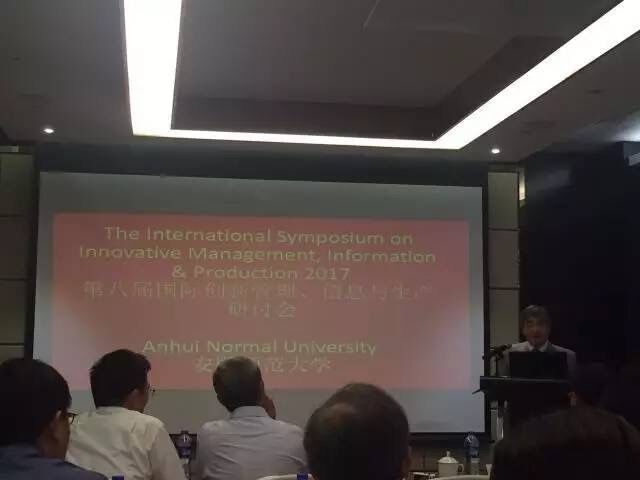 The International Symposium on
Innovative Management, Information
& Production 2017
第八届国际创新管理、信息与生产
研讨会
Anhui Normal University
安徽师范大学